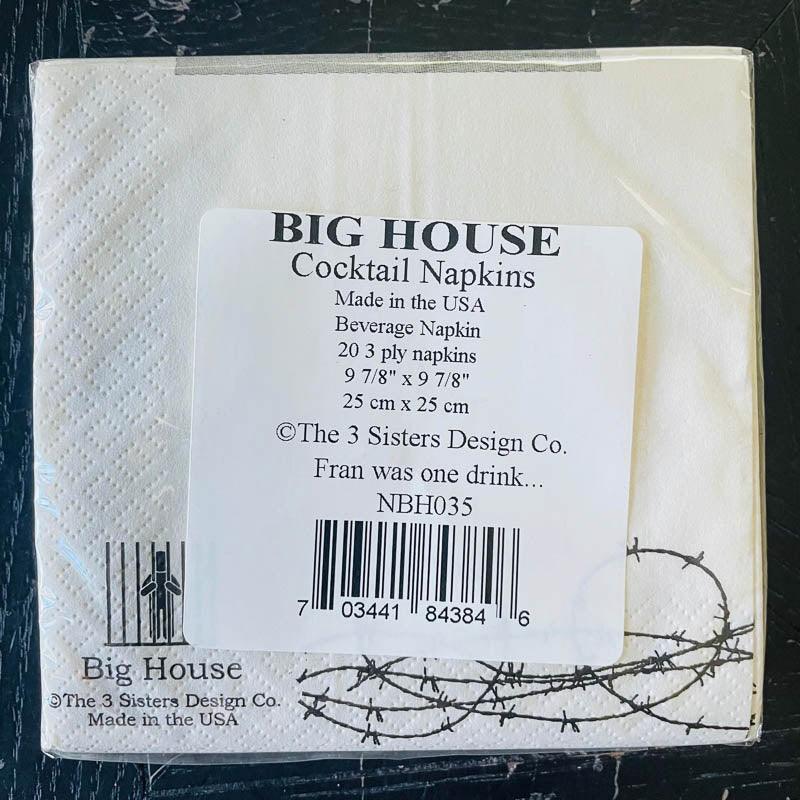 BIG HOUSE
Cocktail Napkins
Made in the USA
Beverage Napkin
20 3 ply napkins
9 7/8" x 9 7/8"
25 cm x 25 cm
©The 3 Sisters Design Co.
Fran was one drink...
NBH035
7 03441 84384 6
Big House
©The 3 Sisters Design Co.
Made in the USA